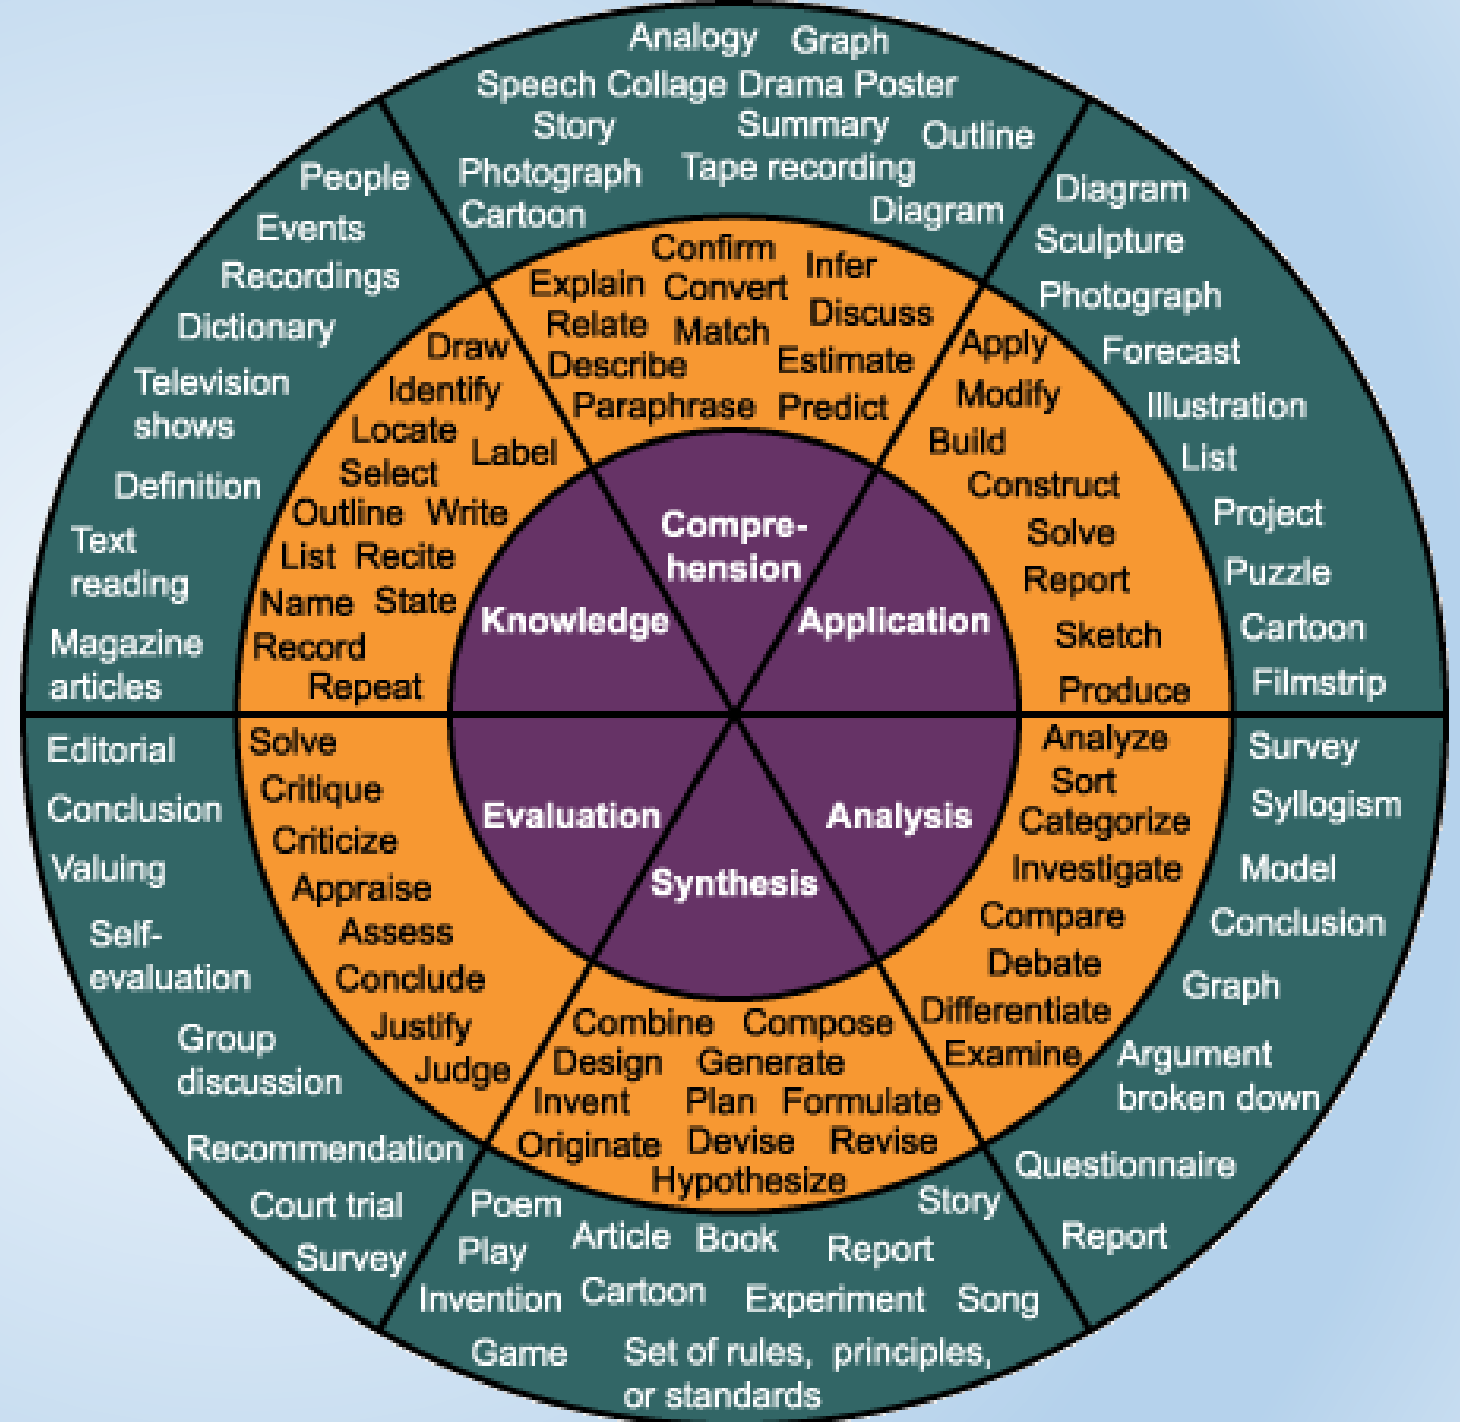 Analogy Graph
Speech Collage Drama Poster
Story Summary Outline
Photograph Tape recording
Cartoon Diagram
People
Events
Recordings
Dictionary
Television
shows
Definition
Text
reading
Magazine
articles
Diagram
Sculpture
Photograph
Forecast
Illustration
List
Project
Puzzle
Cartoon
Filmstrip
Confirm Infer
Explain Convert
Relate Match Discuss
Describe Estimate
Paraphrase Predict
Draw
Identify
Locate
Label
Select
Outline Write
List Recite
Name State
Record
Repeat
Apply
Modify
Build
Construct
Solve
Report
Sketch
Produce
Compre-
hension
Knowledge
Application
Evaluation
Analysis
Synthesis
Solve
Critique
Criticize
Appraise
Assess
Conclude
Justify
Judge
Analyze
Sort
Categorize
Investigate
Compare
Debate
Differentiate
Examine
Combine Compose
Design Generate
Invent Plan Formulate
Originate Devise Revise
Hypothesize
Editorial
Conclusion
Valuing
Self-
evaluation
Group
discussion
Recommendation
Court trial
Survey
Survey
Syllogism
Model
Conclusion
Graph
Argument
broken down
Questionnaire
Report
Poem Story
Play Article Book Report
Invention Cartoon Experiment Song
Game Set of rules, principles,
or standards